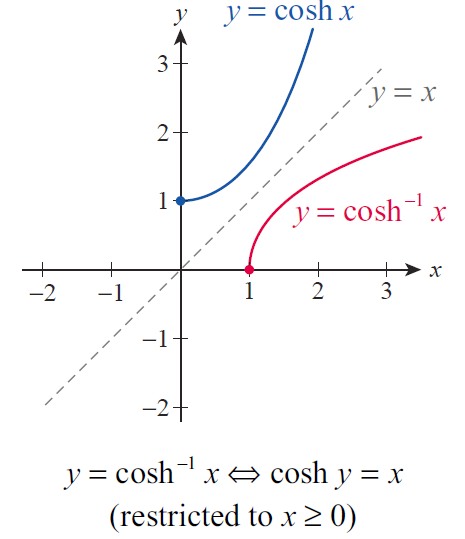 y y = cosh x
3
y = x
2
1
y = cosh⁻¹ x
x
−2 −1 1 2 3
−1
−2
y = cosh⁻¹ x ⇔ cosh y = x
(restricted to x ≥ 0)